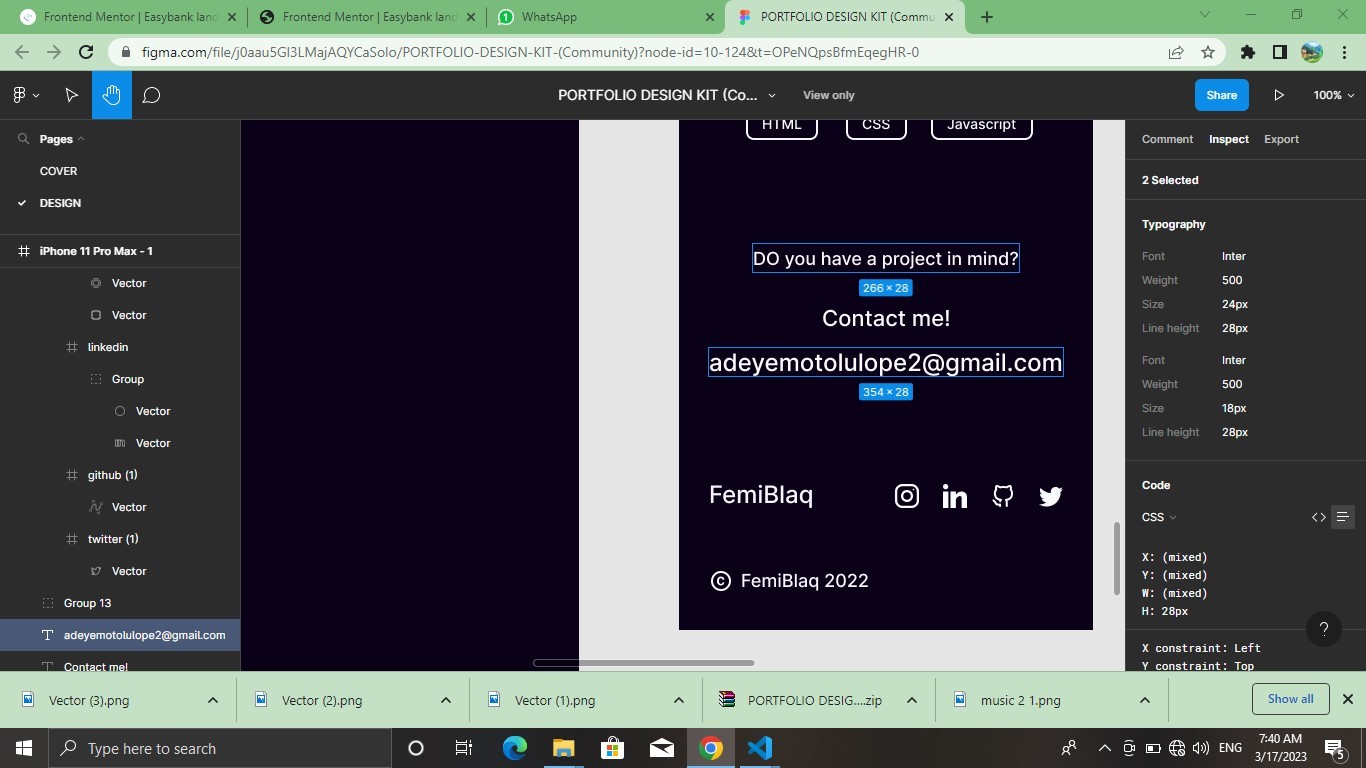 Frontend Mentor | Easybank land
Frontend Mentor | Easybank land
WhatsApp
PORTFOLIO DESIGN KIT (Commu
figma.com/file/j0aau5GI3LMajAQYCaSolo/PORTFOLIO-DESIGN-KIT-(Community)?node-id=10-124&t=OPeNQpsBfmEqegHR-0
PORTFOLIO DESIGN KIT (Co...
View only
Share
100%
Pages
COVER
DESIGN
iPhone 11 Pro Max - 1
Vector
Vector
linkedin
Group
Vector
Vector
github (1)
Vector
twitter (1)
Vector
Group 13
adeyemotolulope2@gmail.com
Contact me!
HTML
CSS
Javascript
DO you have a project in mind?
266 × 28
Contact me!
adeyemotolulope2@gmail.com
354 × 28
FemiBlaq
© FemiBlaq 2022
Comment
Inspect
Export
2 Selected
Typography
Font Inter
Weight 500
Size 24px
Line height 28px
Font Inter
Weight 500
Size 18px
Line height 28px
Code
CSS
X: (mixed)
Y: (mixed)
W: (mixed)
H: 28px
X constraint: Left
Y constraint: Top
?
Vector (3).png
Vector (2).png
Vector (1).png
PORTFOLIO DESIG....zip
music 2 1.png
Show all
Type here to search
ENG
7:40 AM
3/17/2023
5